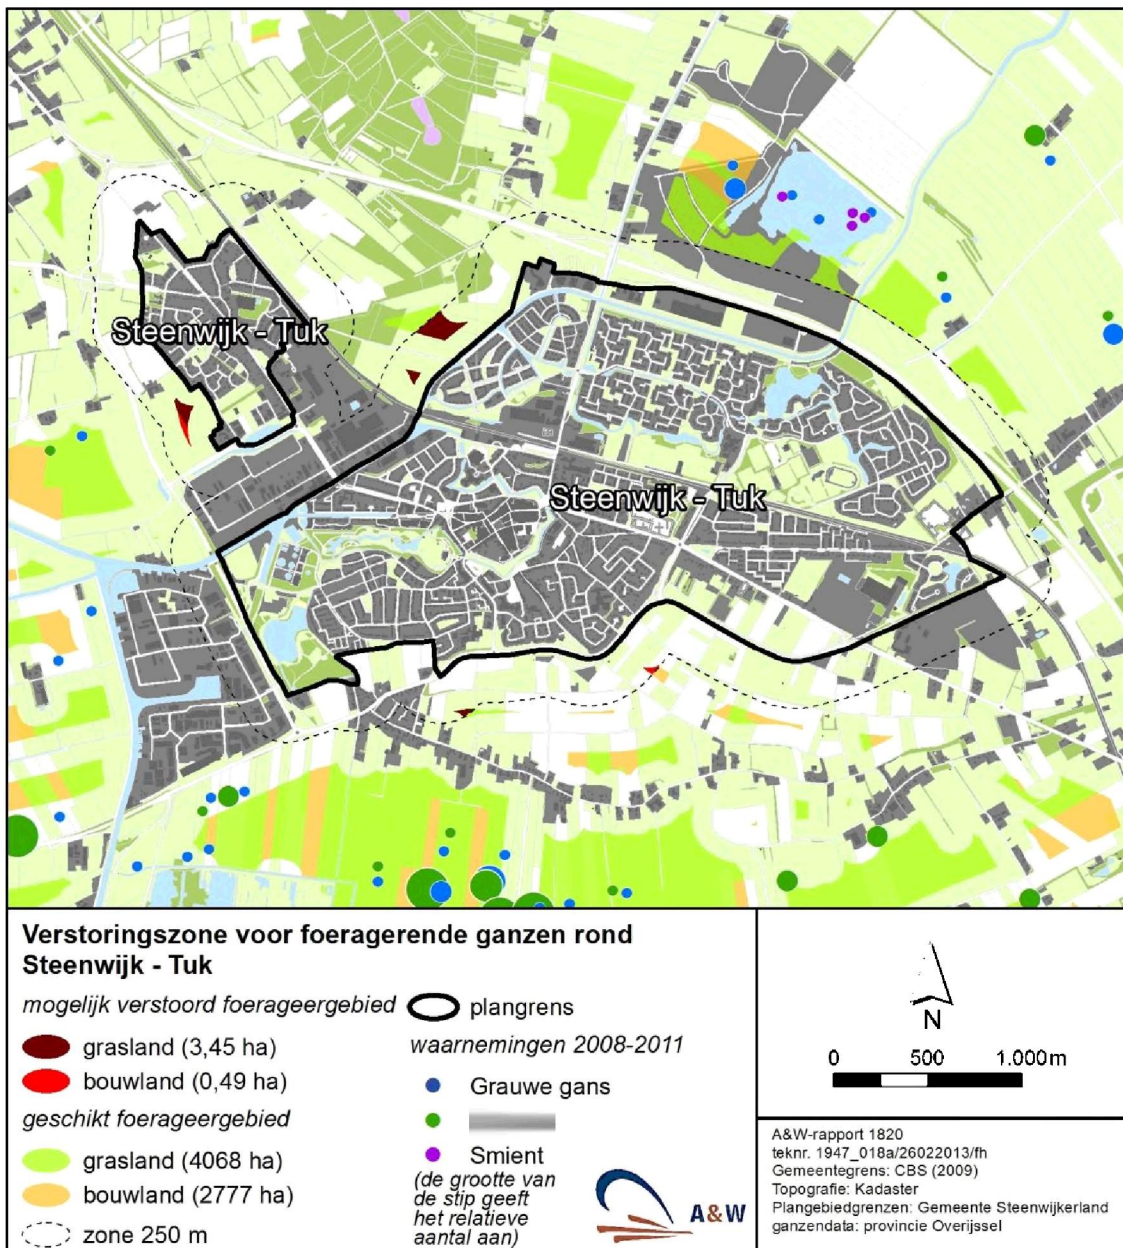 Steenwijk - Tuk
Steenwijk - Tuk
Verstoringszone voor foeragerende ganzen rond
Steenwijk - Tuk
mogelijk verstoord foerageergebied
grasland (3,45 ha)
bouwland (0,49 ha)
geschikt foerageergebied
grasland (4068 ha)
bouwland (2777 ha)
zone 250 m
plangrens
waarnemingen 2008-2011
Grauwe gans
Smient
(de grootte van
de stip geeft
het relatieve
aantal aan)
A&W
N
0 500 1.000 m
A&W-rapport 1820
teknr. 1947_018a/26022013/fh
Gemeentegrens: CBS (2009)
Topografie: Kadaster
Plangebiedgrenzen: Gemeente Steenwijkerland
ganzendata: provincie Overijssel